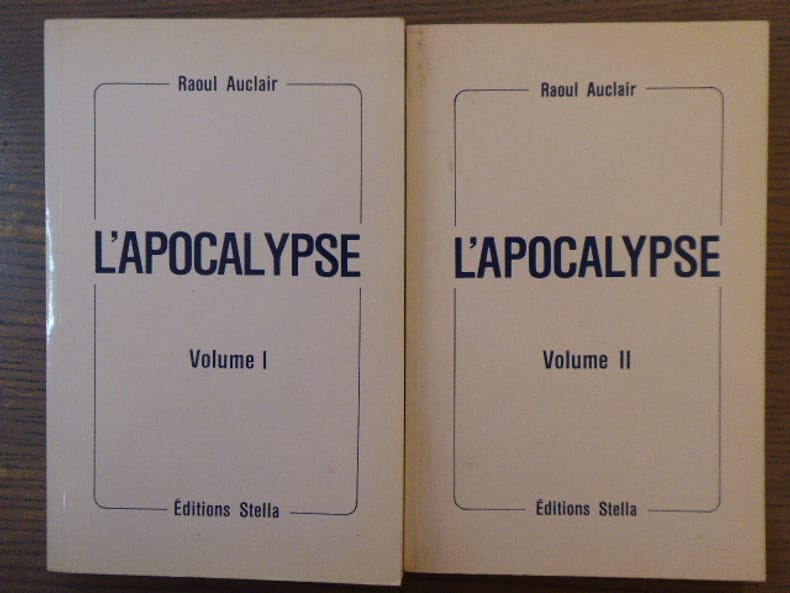 Raoul Auclair
L'APOCALYPSE
Volume I
Éditions Stella
Raoul Auclair
L'APOCALYPSE
Volume II
Éditions Stella